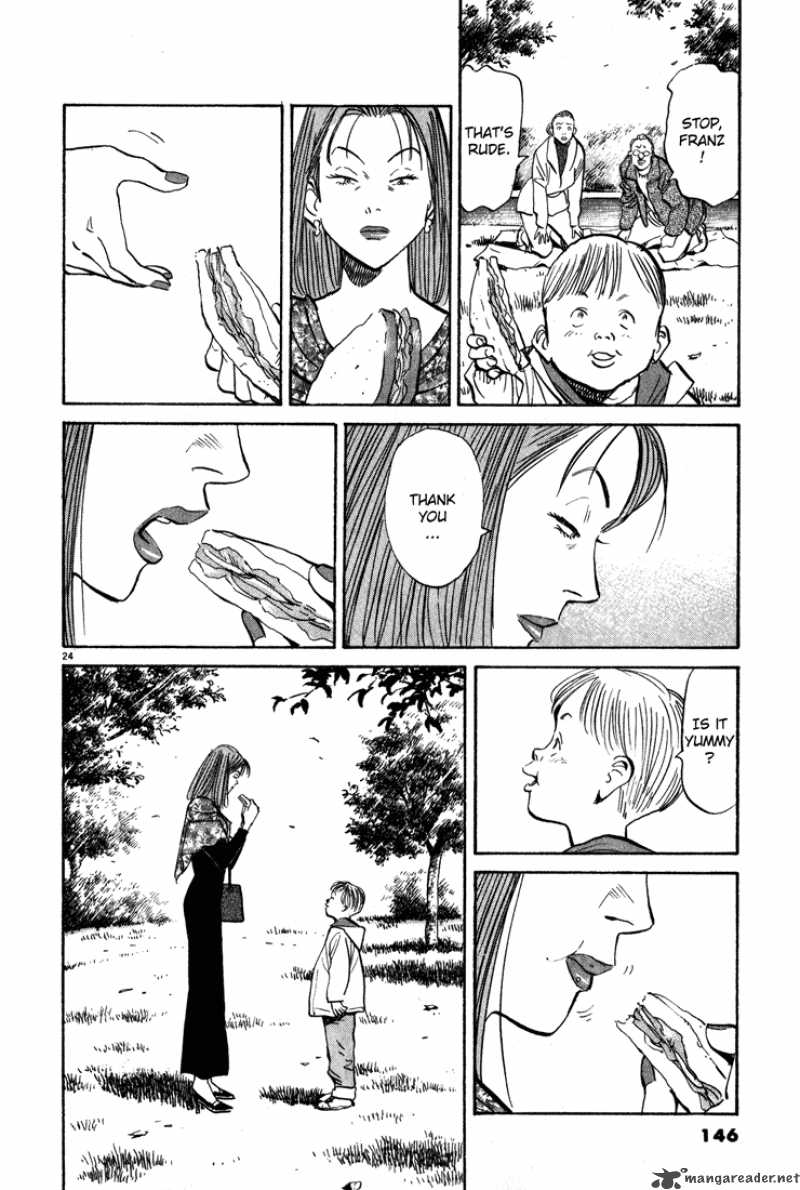 STOP,
FRANZ
!
THAT'S
RUDE.
THANK
YOU
...
24
IS IT
YUMMY
?
146
mangareader.net